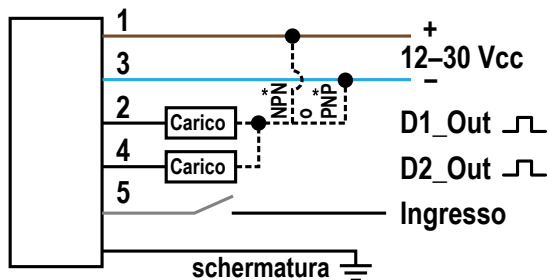 1
+
12–30 Vcc
3
–
*NPN
o
*PNP
2
Carico
D1_Out
4
Carico
D2_Out
5
Ingresso
schermatura